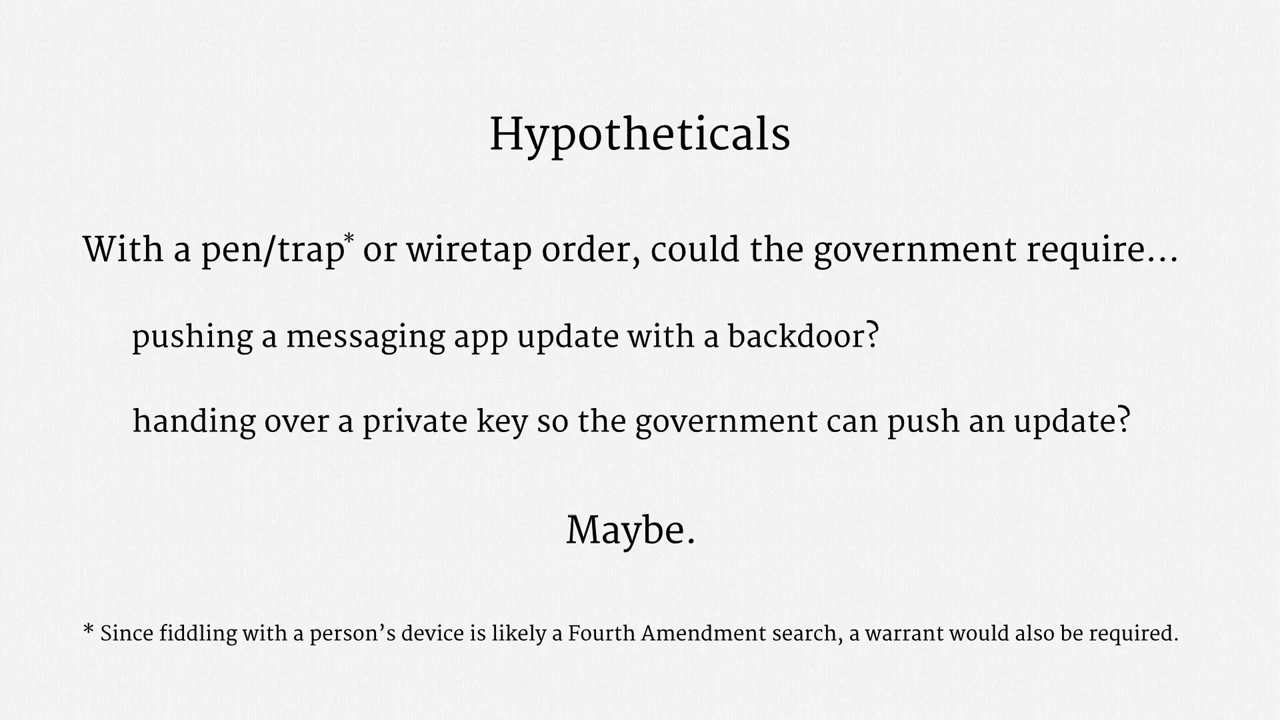 Hypotheticals
With a pen/trap* or wiretap order, could the government require…
pushing a messaging app update with a backdoor?
handing over a private key so the government can push an update?
Maybe.
* Since fiddling with a person’s device is likely a Fourth Amendment search, a warrant would also be required.